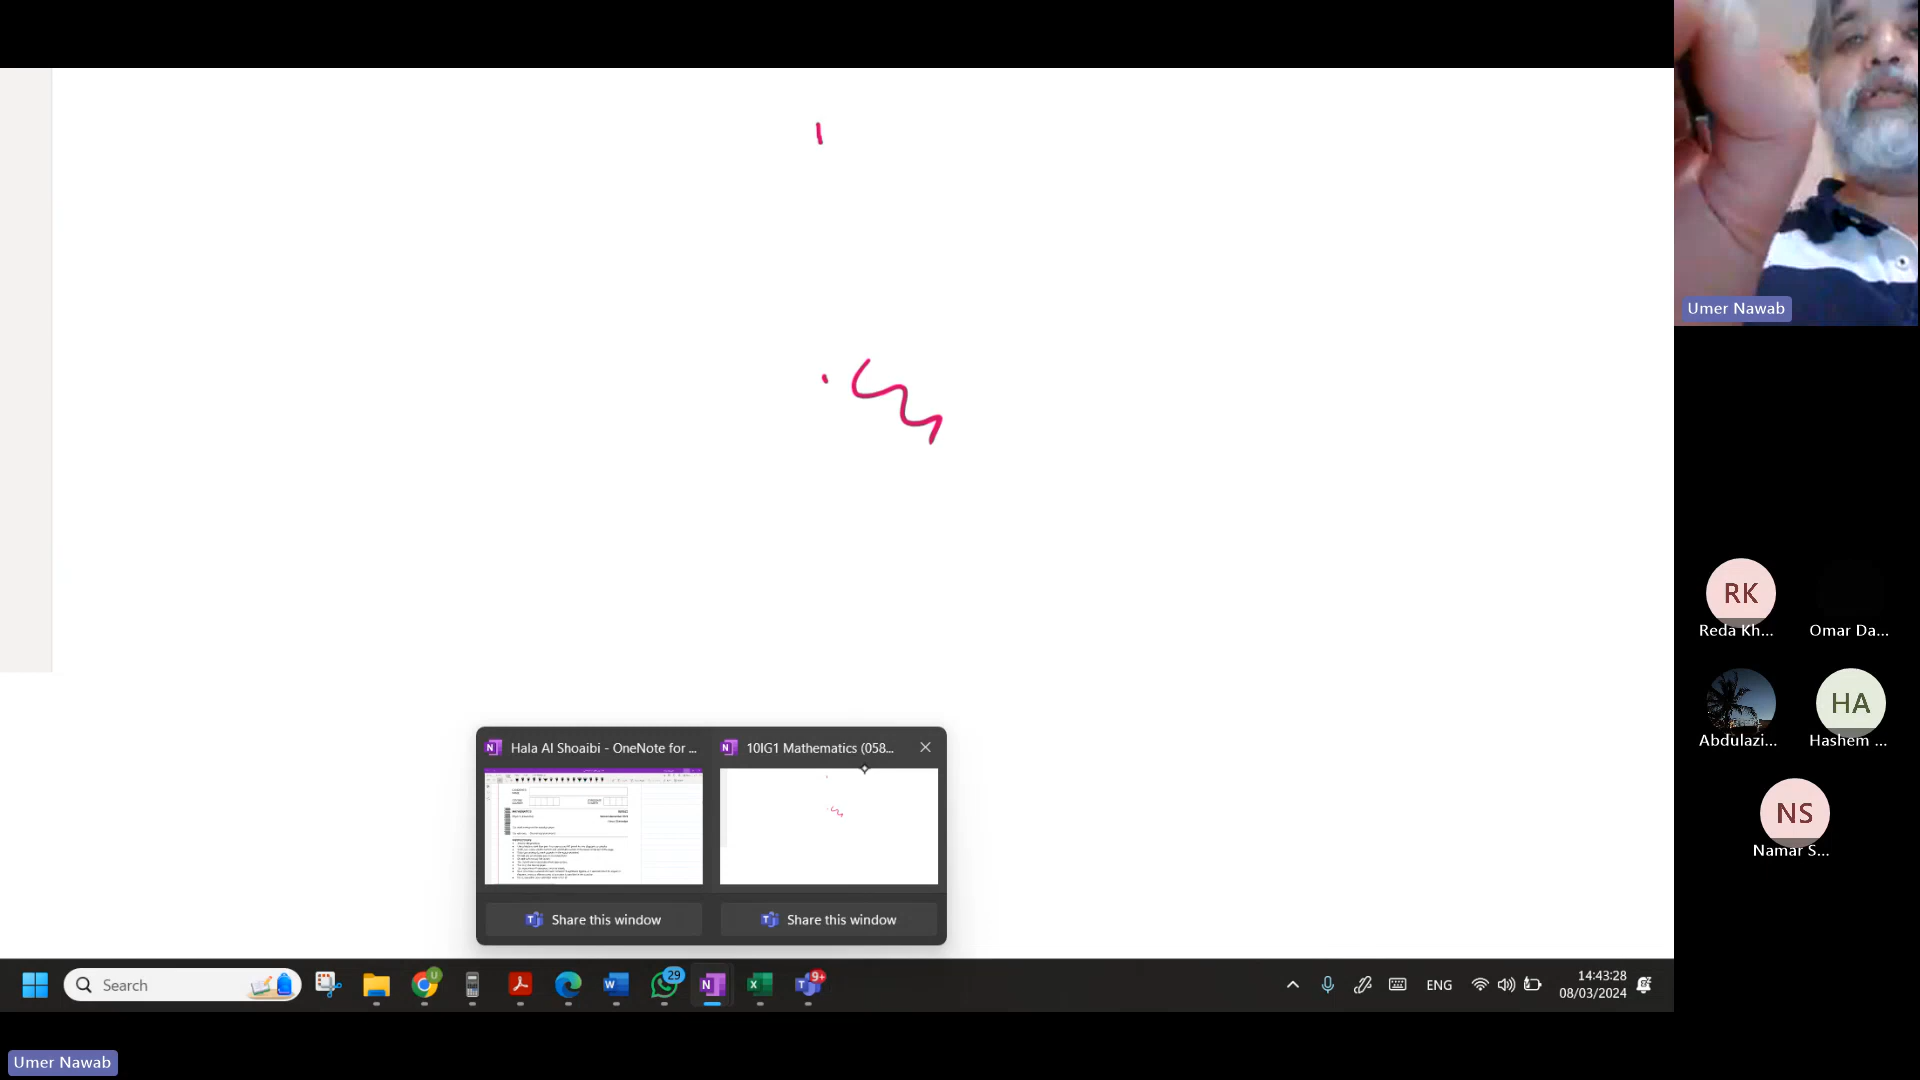 Umer Nawab
RK
Reda Kh...
Omar Da...
Abdulazi...
HA
Hashem ...
NS
Namar S...
Hala Al Shoaibi - OneNote for ...
10IG1 Mathematics (058...
Share this window
Share this window
Search
29
9+
ENG
14:43:28
08/03/2024
Umer Nawab